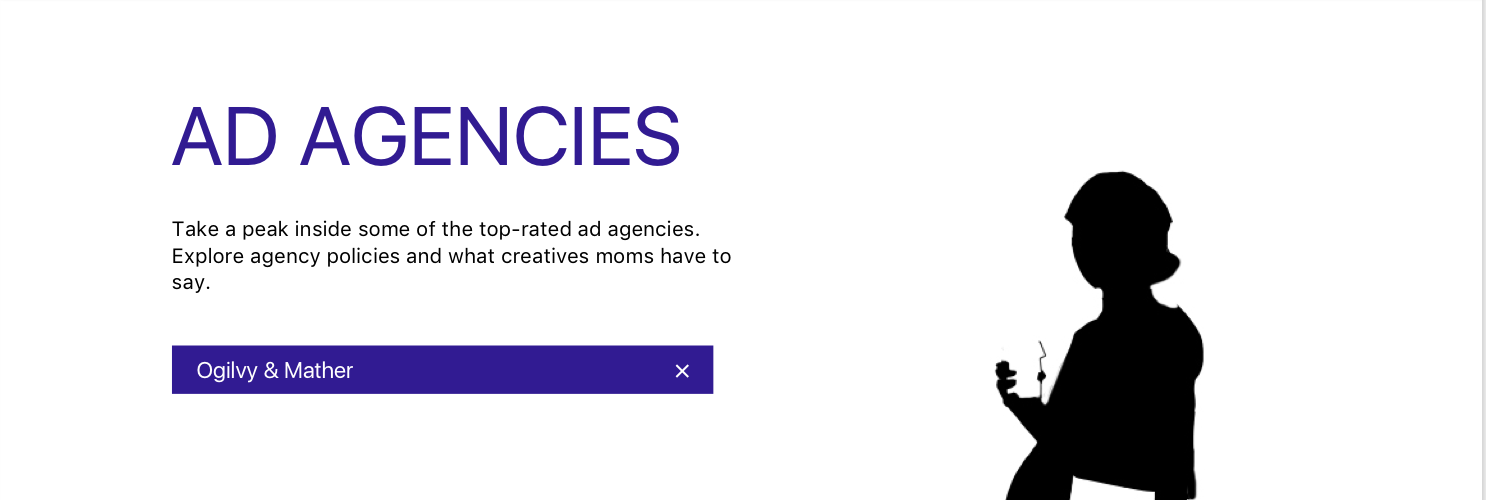 AD AGENCIES
Take a peak inside some of the top-rated ad agencies.
Explore agency policies and what creatives moms have to
say.
Ogilvy & Mather ×